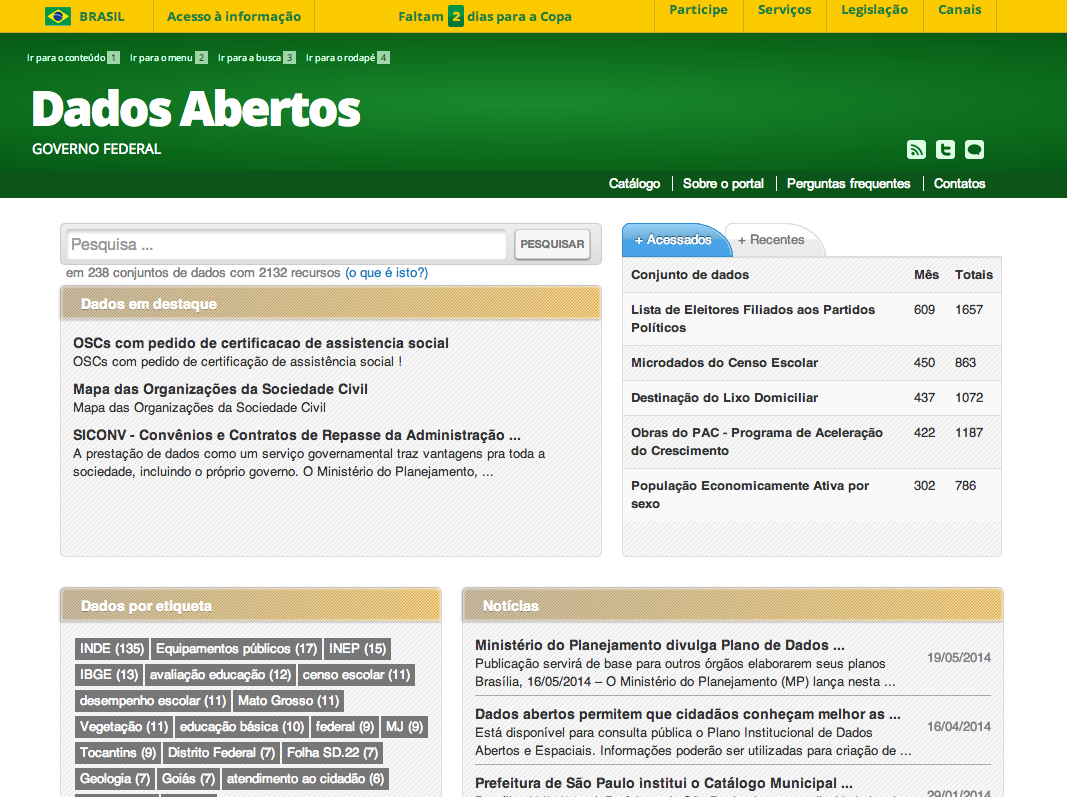 BRASIL
Acesso à informação
Faltam 2 dias para a Copa
Participe
Serviços
Legislação
Canais
Ir para o conteúdo 1 Ir para o menu 2 Ir para a busca 3 Ir para o rodapé 4
Dados Abertos
GOVERNO FEDERAL
Catálogo
Sobre o portal
Perguntas frequentes
Contatos
Pesquisa ...
PESQUISAR
em 238 conjuntos de dados com 2132 recursos (o que é isto?)
Dados em destaque
OSCs com pedido de certificacao de assistencia social
OSCs com pedido de certificação de assistência social !
Mapa das Organizações da Sociedade Civil
Mapa das Organizações da Sociedade Civil
SICONV - Convênios e Contratos de Repasse da Administração ...
A prestação de dados como um serviço governamental traz vantagens pra toda a
sociedade, incluindo o próprio governo. O Ministério do Planejamento, ...
+ Acessados
+ Recentes
Conjunto de dados Mês Totais
Lista de Eleitores Filiados aos Partidos 609 1657
Políticos
Microdados do Censo Escolar 450 863
Destinação do Lixo Domiciliar 437 1072
Obras do PAC - Programa de Aceleração 422 1187
do Crescimento
População Economicamente Ativa por 302 786
sexo
Dados por etiqueta
INDE (135) Equipamentos públicos (17) INEP (15)
IBGE (13) avaliação educação (12) censo escolar (11)
desempenho escolar (11) Mato Grosso (11)
Vegetação (11) educação básica (10) federal (9) MJ (9)
Tocantins (9) Distrito Federal (7) Folha SD.22 (7)
Geologia (7) Goiás (7) atendimento ao cidadão (6)
Notícias
Ministério do Planejamento divulga Plano de Dados ...
Publicação servirá de base para outros órgãos elaborarem seus planos
Brasília, 16/05/2014 – O Ministério do Planejamento (MP) lança nesta ...
19/05/2014
Dados abertos permitem que cidadãos conheçam melhor as ...
Está disponível para consulta pública o Plano Institucional de Dados
Abertos e Espaciais. Informações poderão ser utilizadas para criação de ...
16/04/2014
Prefeitura de São Paulo institui o Catálogo Municipal ...
29/01/2014